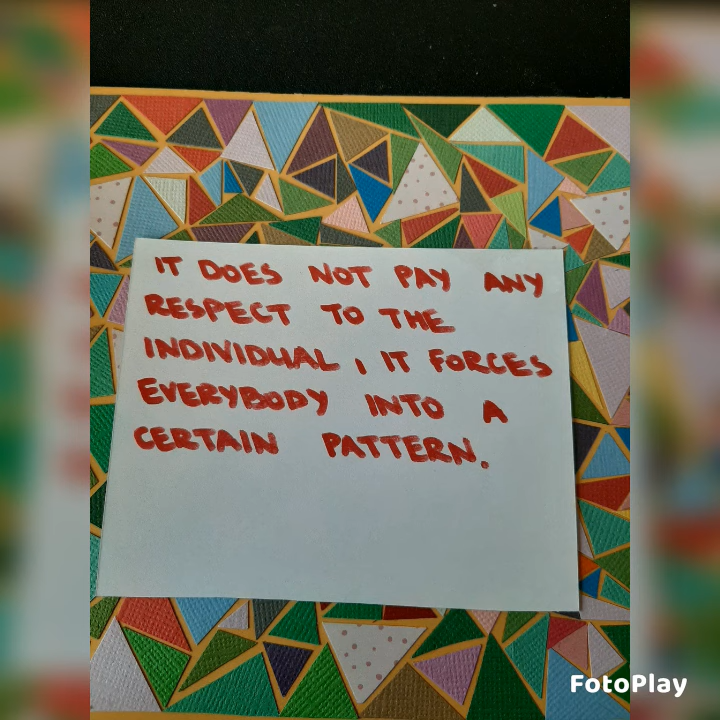 IT DOES NOT PAY ANY
RESPECT TO THE
INDIVIDUAL, IT FORCES
EVERYBODY INTO A
CERTAIN PATTERN.
FotoPlay